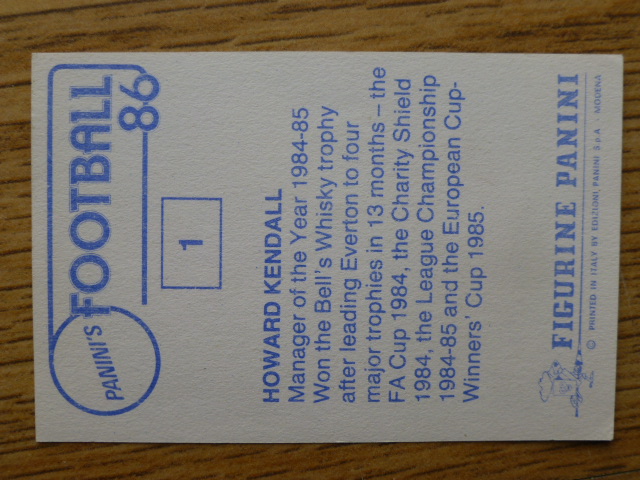 PANINI'S
FOOTBALL
86
1
HOWARD KENDALL
Manager of the Year 1984-85
Won the Bell's Whisky trophy
after leading Everton to four
major trophies in 13 months – the
FA Cup 1984, the Charity Shield
1984, the League Championship
1984-85 and the European Cup-
Winners' Cup 1985.
FIGURINE PANINI
© PRINTED IN ITALY BY EDIZIONI PANINI S.p.A. - MODENA